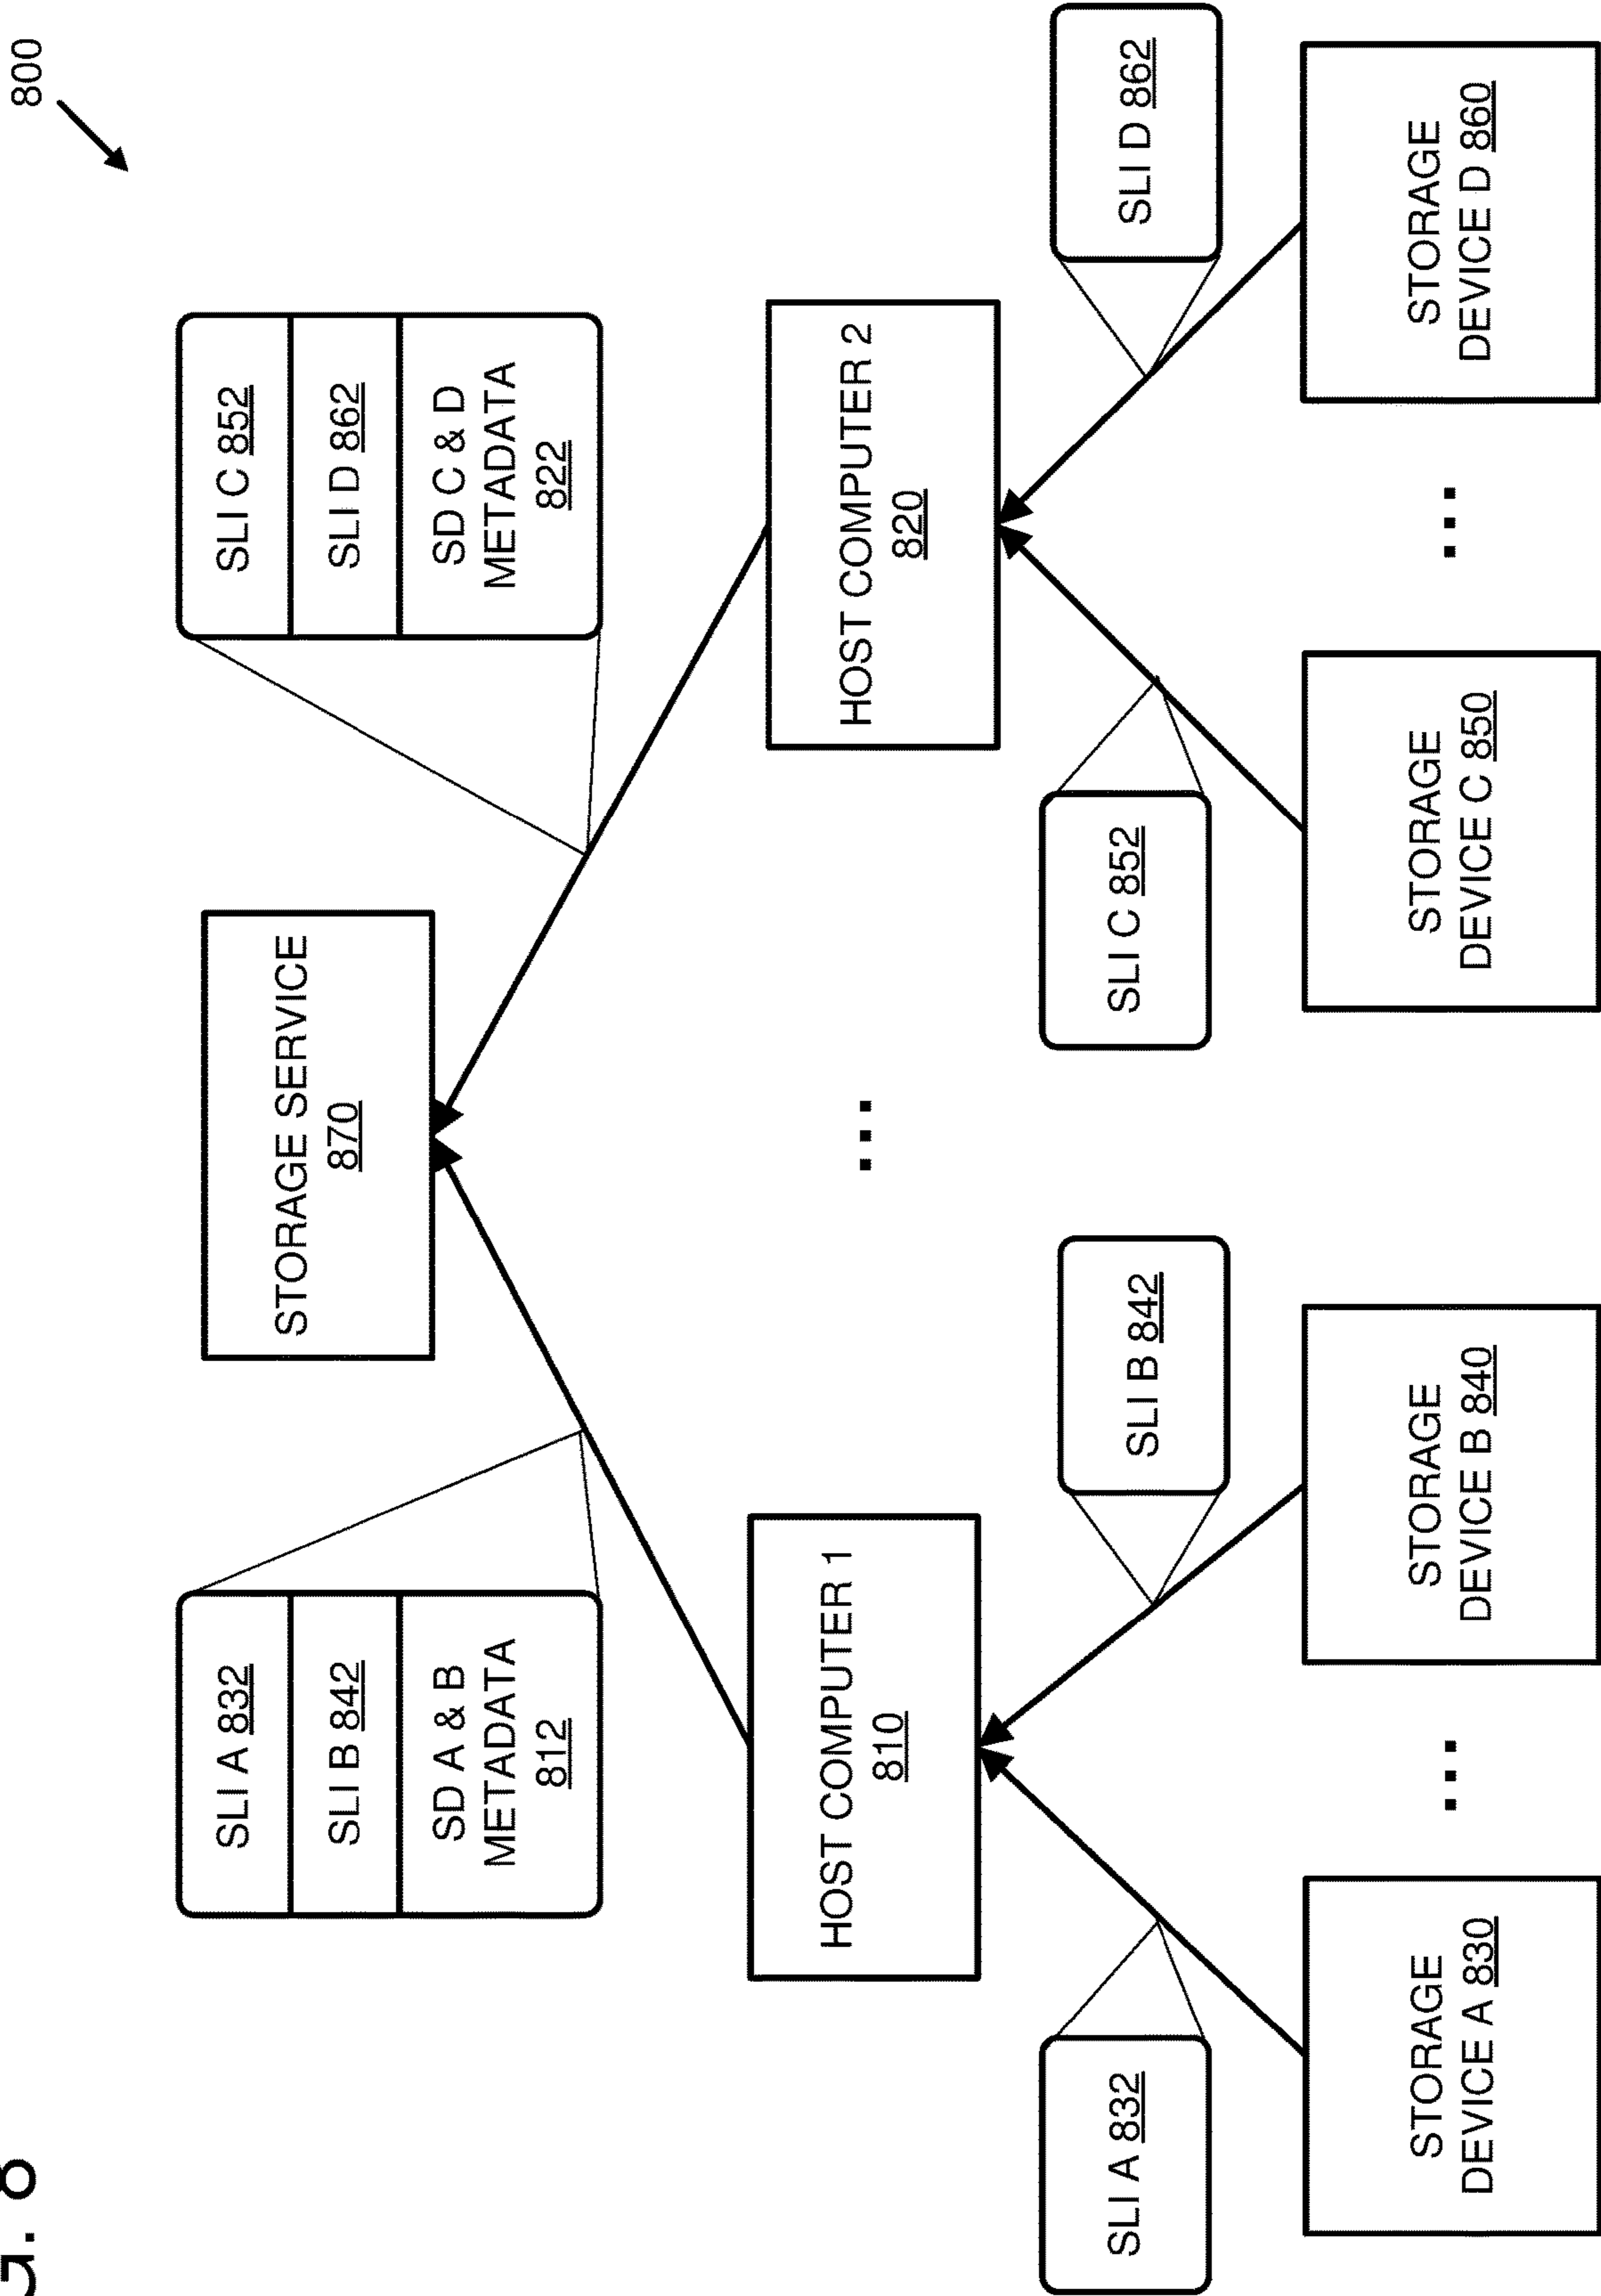 800
STORAGE SERVICE
870
SLI A 832
SLI B 842
SD A & B
METADATA
812
SLI C 852
SLI D 862
SD C & D
METADATA
822
HOST COMPUTER 1
810
...
HOST COMPUTER 2
820
SLI A 832
SLI B 842
SLI C 852
SLI D 862
STORAGE
DEVICE A 830
...
STORAGE
DEVICE B 840
STORAGE
DEVICE C 850
...
STORAGE
DEVICE D 860
G. 8